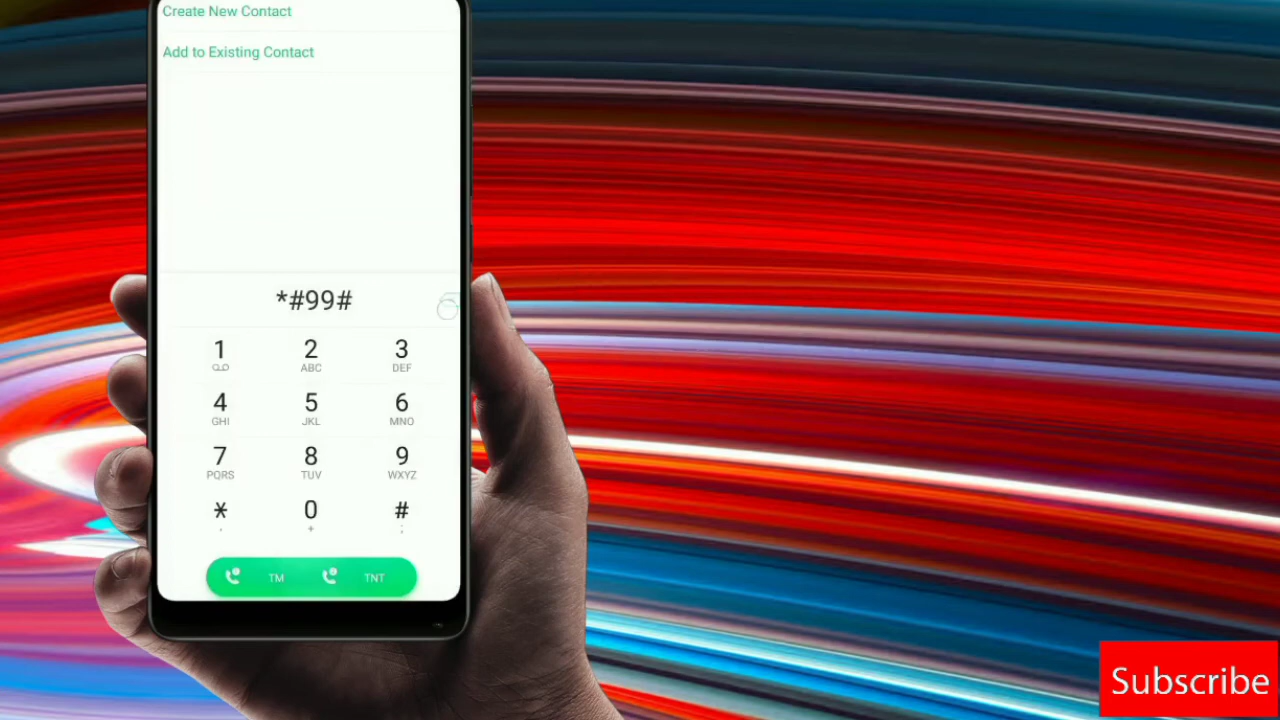 Create New Contact
Add to Existing Contact
*#99#
1 2 3
ABC DEF
4 5 6
GHI JKL MNO
7 8 9
PQRS TUV WXYZ
* 0 #
, + ;
TM TNT
Subscribe